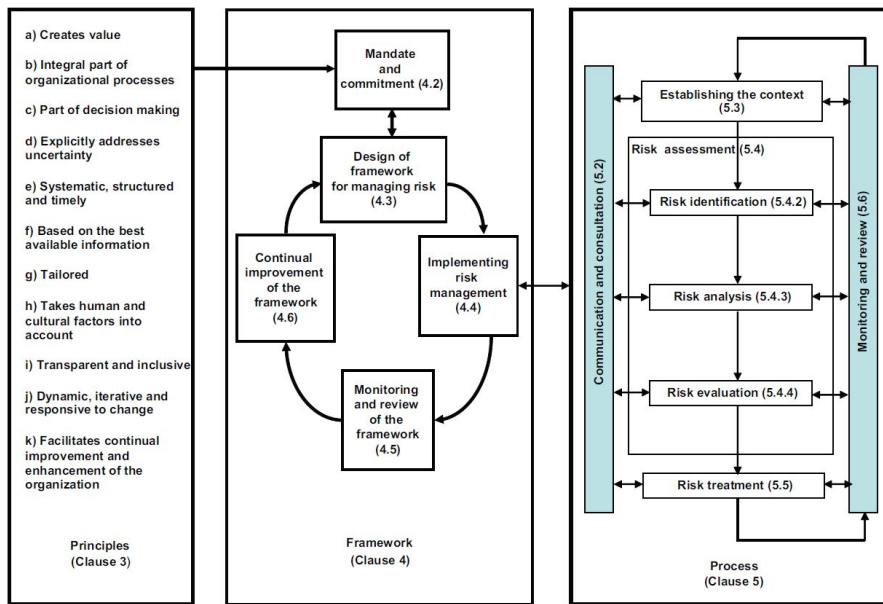 a) Creates value
b) Integral part of
organizational processes
c) Part of decision making
d) Explicitly addresses
uncertainty
e) Systematic, structured
and timely
f) Based on the best
available information
g) Tailored
h) Takes human and
cultural factors into
account
i) Transparent and inclusive
j) Dynamic, iterative and
responsive to change
k) Facilitates continual
improvement and
enhancement of the
organization
Principles
(Clause 3)
Mandate
and
commitment (4.2)
Design of
framework
for managing risk
(4.3)
Continual
improvement
of the
framework
(4.6)
Implementing
risk
management
(4.4)
Monitoring
and review
of the
framework
(4.5)
Framework
(Clause 4)
Communication and consultation (5.2)
Establishing the context
(5.3)
Risk assessment (5.4)
Risk identification (5.4.2)
Risk analysis (5.4.3)
Risk evaluation (5.4.4)
Risk treatment (5.5)
Monitoring and review (5.6)
Process
(Clause 5)